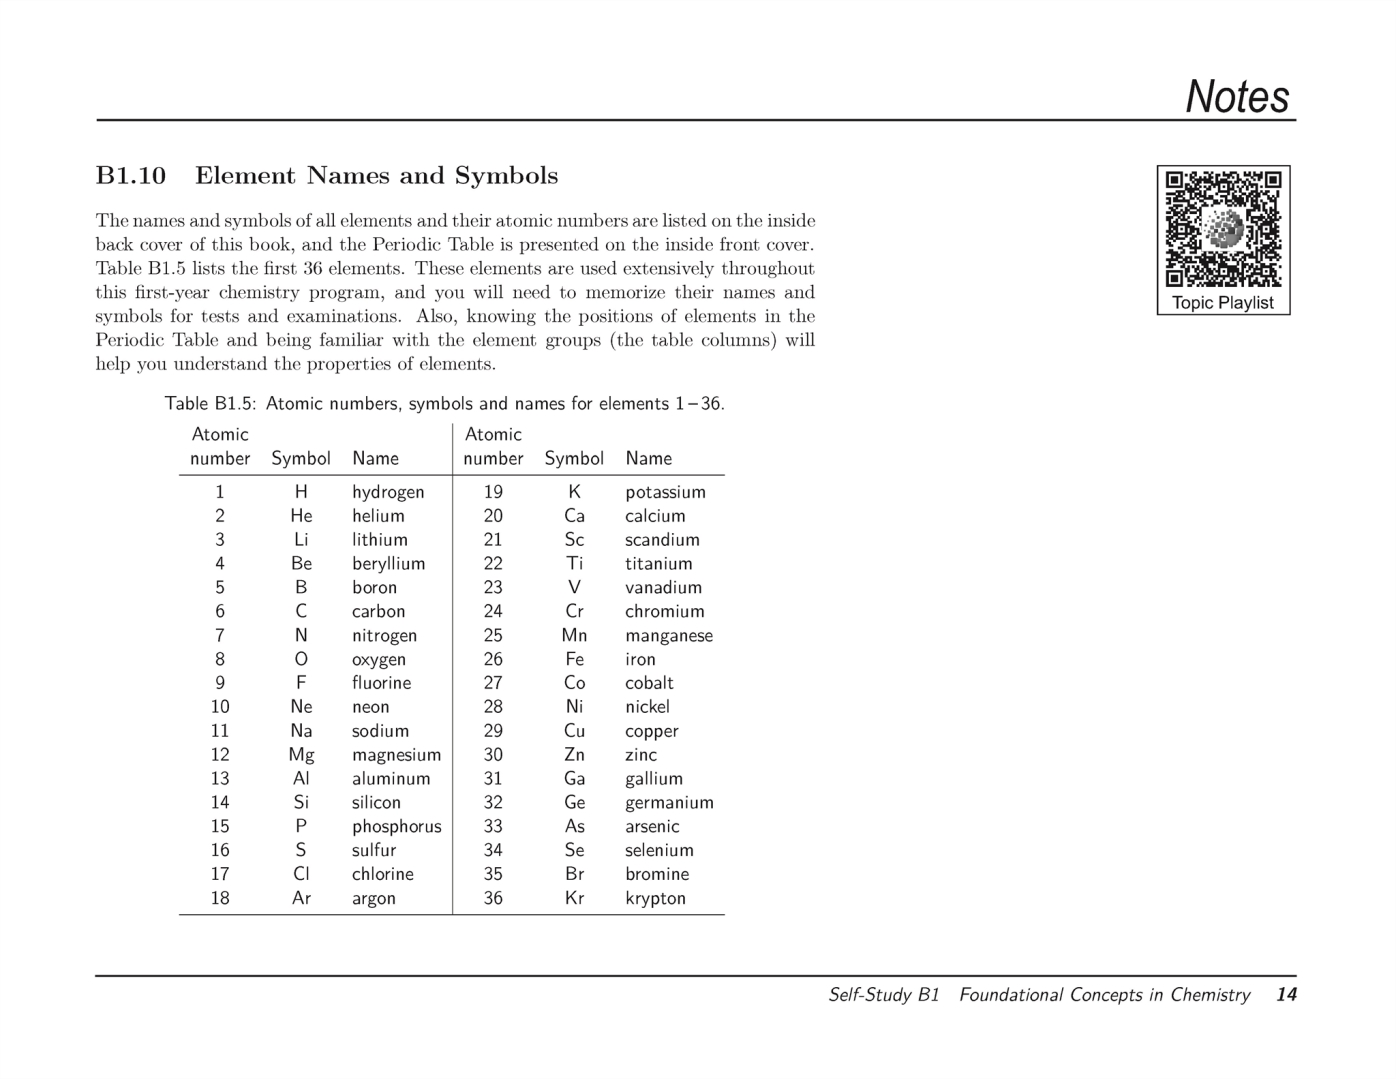 Notes
B1.10 Element Names and Symbols
The names and symbols of all elements and their atomic numbers are listed on the inside
back cover of this book, and the Periodic Table is presented on the inside front cover.
Table B1.5 lists the first 36 elements. These elements are used extensively throughout
this first-year chemistry program, and you will need to memorize their names and
symbols for tests and examinations. Also, knowing the positions of elements in the
Periodic Table and being familiar with the element groups (the table columns) will
help you understand the properties of elements.
Topic Playlist
Table B1.5: Atomic numbers, symbols and names for elements 1–36.
Atomic Atomic
number Symbol Name number Symbol Name
1 H hydrogen 19 K potassium
2 He helium 20 Ca calcium
3 Li lithium 21 Sc scandium
4 Be beryllium 22 Ti titanium
5 B boron 23 V vanadium
6 C carbon 24 Cr chromium
7 N nitrogen 25 Mn manganese
8 O oxygen 26 Fe iron
9 F fluorine 27 Co cobalt
10 Ne neon 28 Ni nickel
11 Na sodium 29 Cu copper
12 Mg magnesium 30 Zn zinc
13 Al aluminum 31 Ga gallium
14 Si silicon 32 Ge germanium
15 P phosphorus 33 As arsenic
16 S sulfur 34 Se selenium
17 Cl chlorine 35 Br bromine
18 Ar argon 36 Kr krypton
Self-Study B1 Foundational Concepts in Chemistry 14